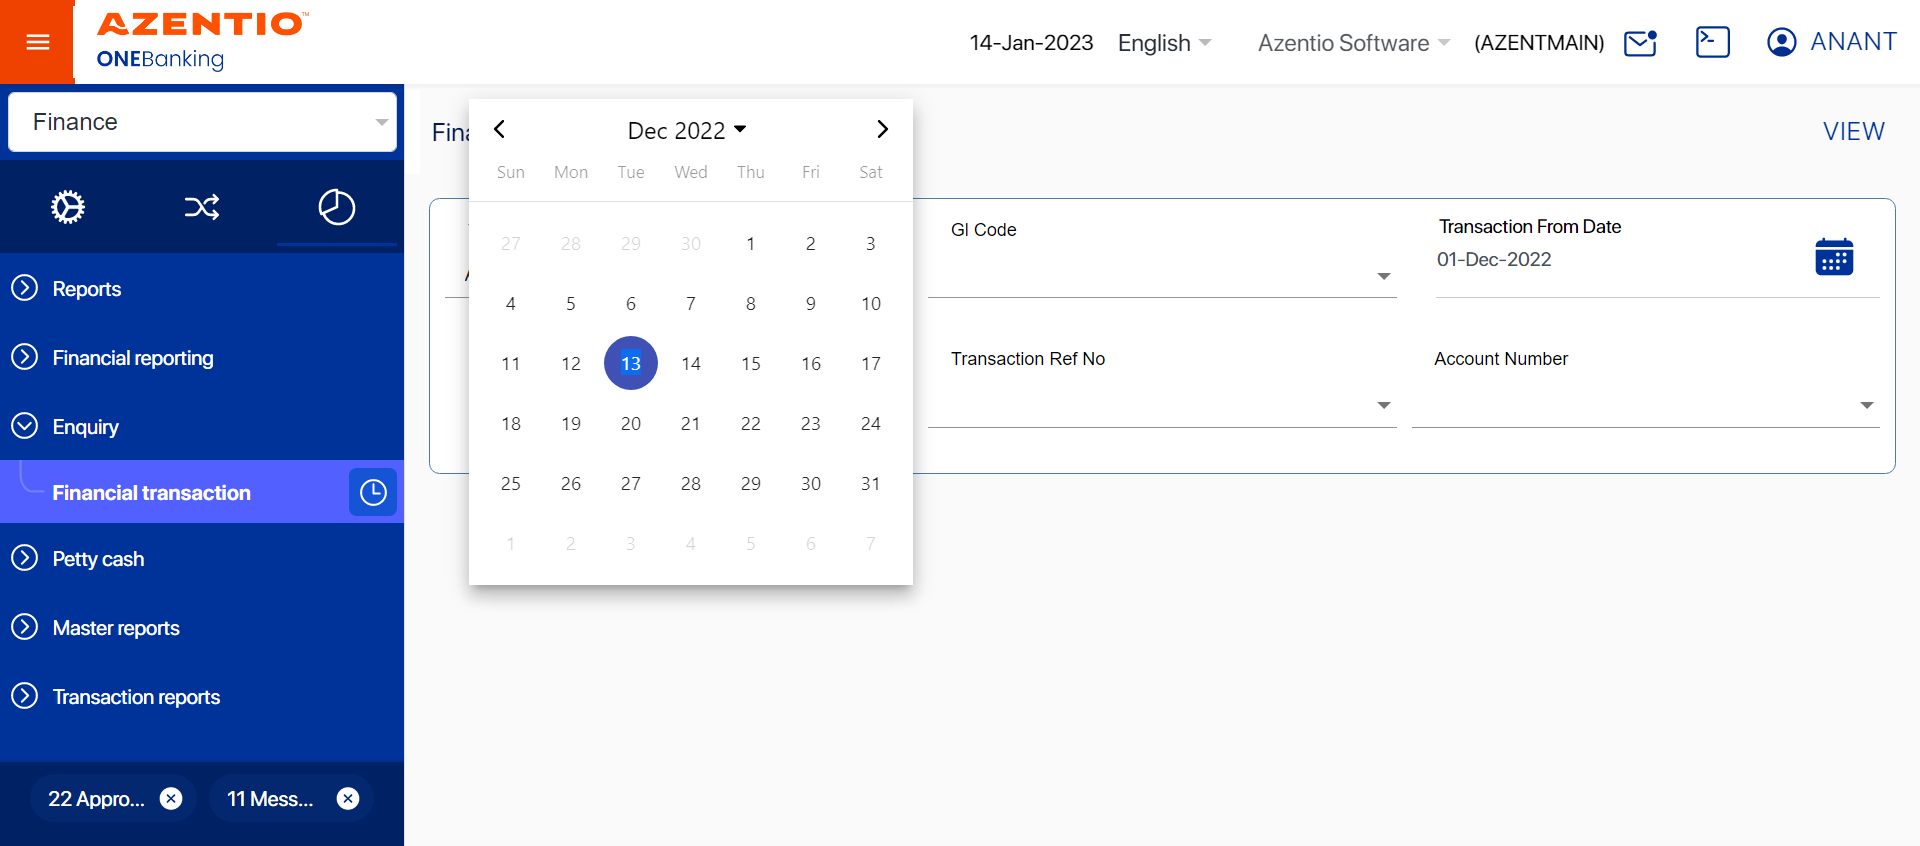 AZENTIO™
ONEBanking
14-Jan-2023 English Azentio Software (AZENTMAIN) ANANT
Finance
VIEW
Dec 2022
Sun Mon Tue Wed Thu Fri Sat
27 28 29 30 1 2 3
4 5 6 7 8 9 10
11 12 13 14 15 16 17
18 19 20 21 22 23 24
25 26 27 28 29 30 31
1 2 3 4 5 6 7
Gl Code
Transaction From Date
01-Dec-2022
Transaction Ref No
Account Number
Reports
Financial reporting
Enquiry
Financial transaction
Petty cash
Master reports
Transaction reports
22 Appro...
11 Mess...